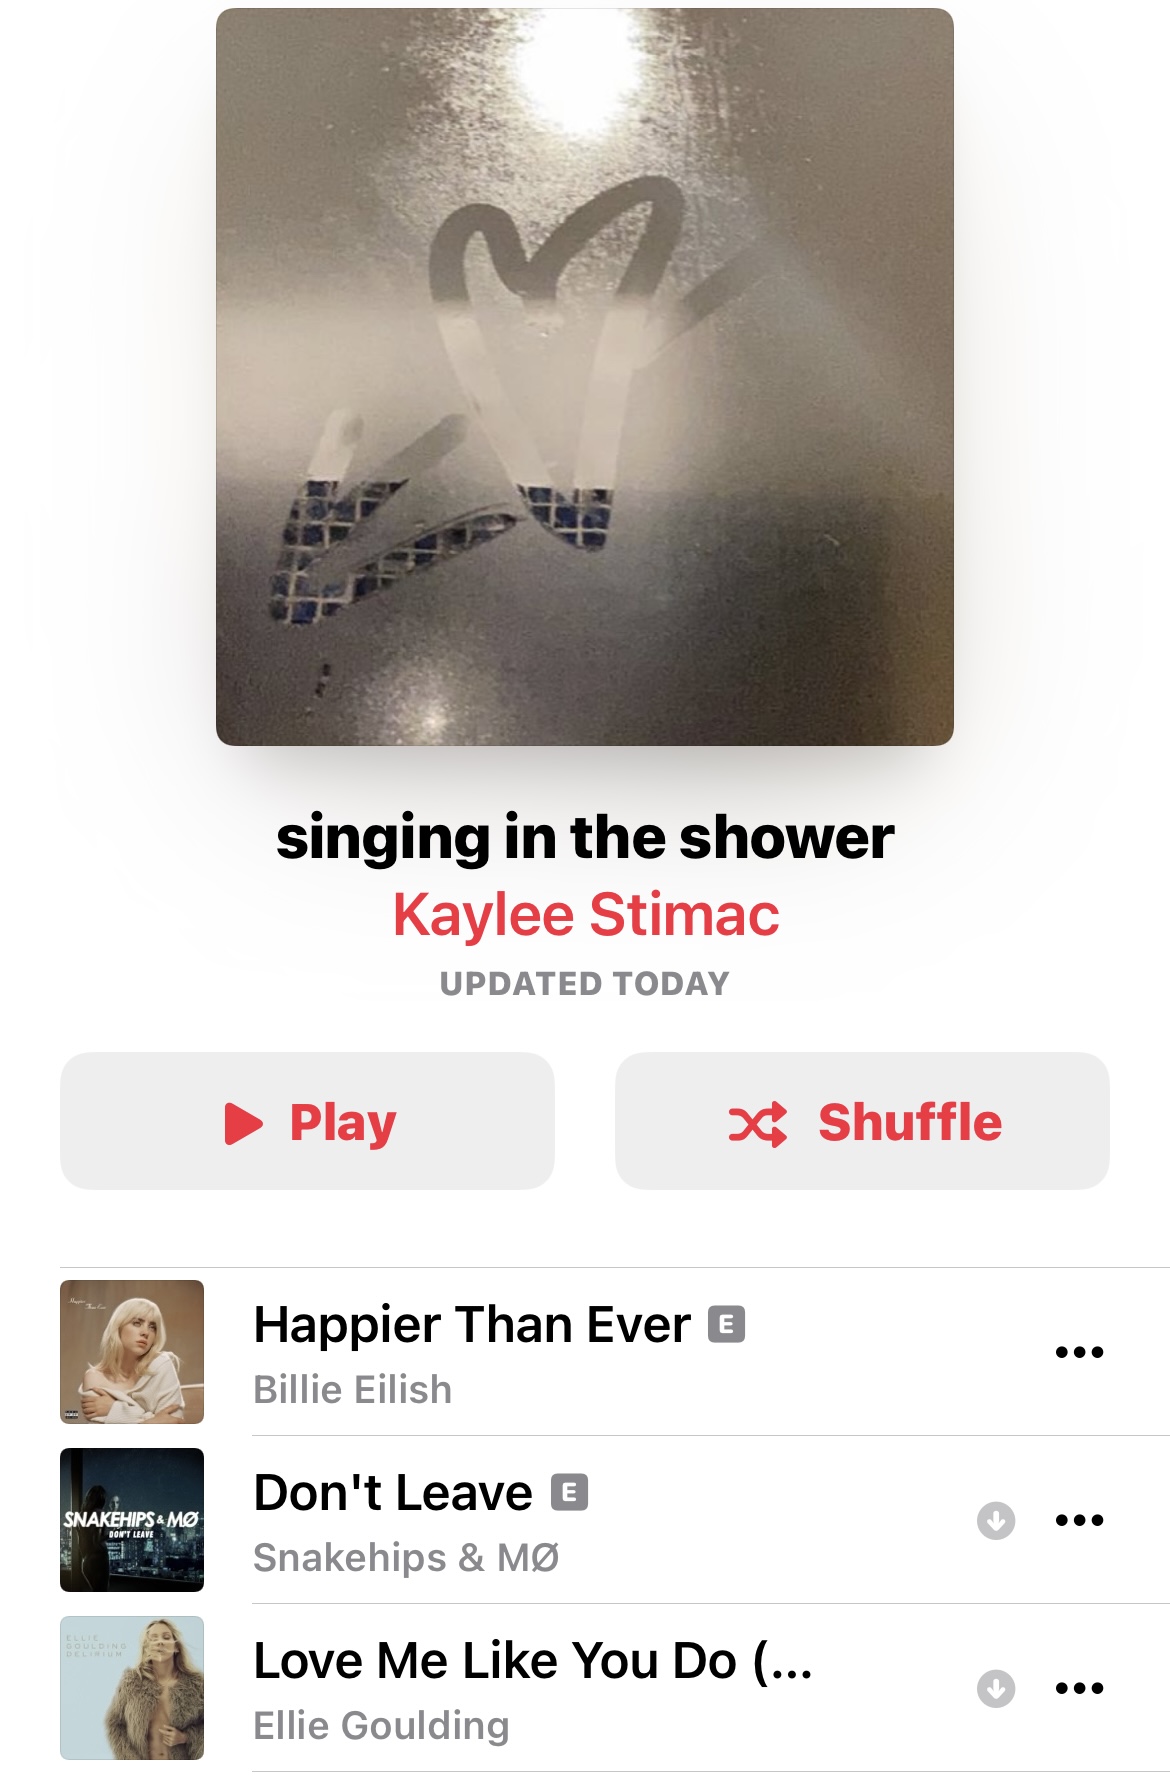 singing in the shower
Kaylee Stimac
UPDATED TODAY
Play
Shuffle
Happier Than Ever E
Billie Eilish
SNAKEHIPS & MØ
DON'T LEAVE
Don't Leave E
Snakehips & MØ
ELLIE
GOULDING
DELIRIUM
Love Me Like You Do (...
Ellie Goulding